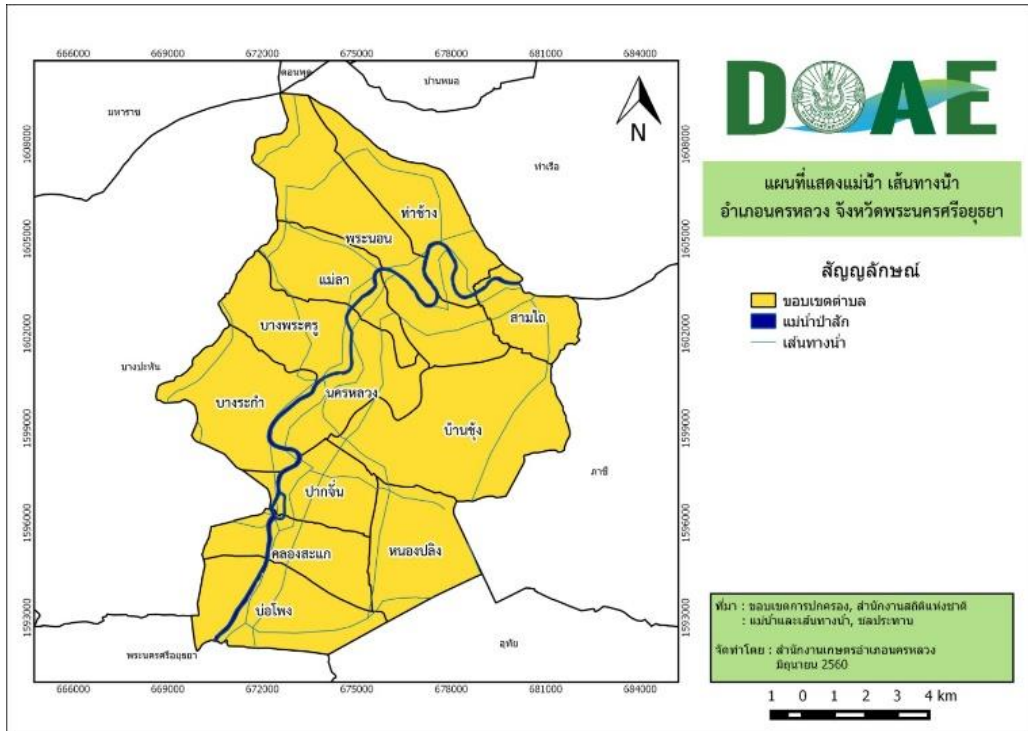 666000 669000 672000 675000 678000 681000 684000
ดอนพุด
บ้านหมอ
มหาราช
N
1608000 1608000
ท่าเรือ
ท่าช้าง
พระนอน
1605000 1605000
แม่ลา
สามไถ
บางพระครู
1602000 1602000
บางปะหัน
นครหลวง
บางระกำ
บ้านชุ้ง
1599000 1599000
ภาชี
ปากจั่น
1596000 1596000
หนองปลิง
คลองสะแก
บ่อโพง
1593000 1593000
อุทัย
พระนครศรีอยุธยา
666000 669000 672000 675000 678000 681000 684000
DOAE
แผนที่แสดงแม่น้ำ เส้นทางน้ำ
อำเภอนครหลวง จังหวัดพระนครศรีอยุธยา
สัญญลักษณ์
ขอบเขตตำบล
แม่น้ำป่าสัก
เส้นทางน้ำ
ที่มา : ขอบเขตการปกครอง, สำนักงานสถิติแห่งชาติ
: แม่น้ำและเส้นทางน้ำ, ชลประทาน
จัดทำโดย : สำนักงานเกษตรอำเภอนครหลวง
มิถุนายน 2560
1 0 1 2 3 4 km